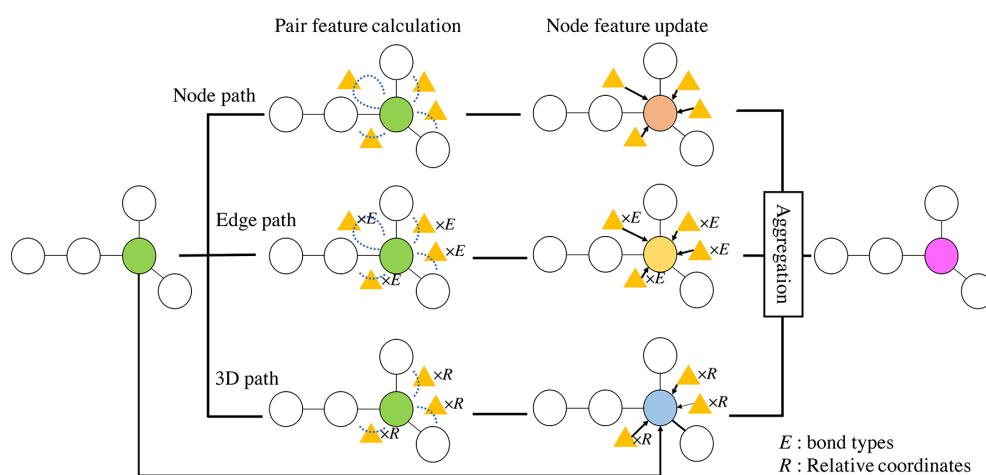 Pair feature calculation
Node feature update
Node path
Edge path
×E
×E
×E
×E
×E
×E
×E
×E
Aggregation
3D path
×R
×R
×R
×R
×R
×R
E : bond types
R : Relative coordinates